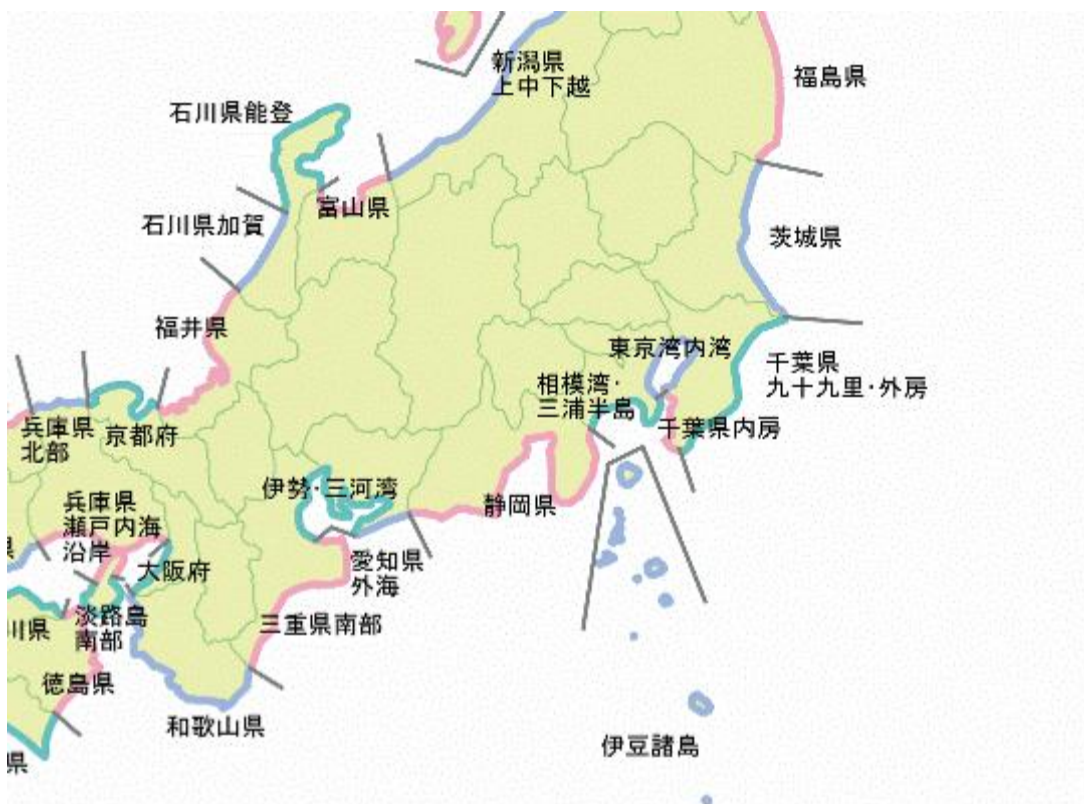 新潟県
上中下越
福島県
石川県能登
富山県
石川県加賀
茨城県
福井県
東京湾内湾
千葉県
九十九里・外房
相模湾・
三浦半島
千葉県内房
兵庫県
北部
京都府
伊勢・三河湾
静岡県
兵庫県
瀬戸内海
沿岸
大阪府
愛知県
外海
淡路島
南部
川県
三重県南部
徳島県
和歌山県
伊豆諸島
県